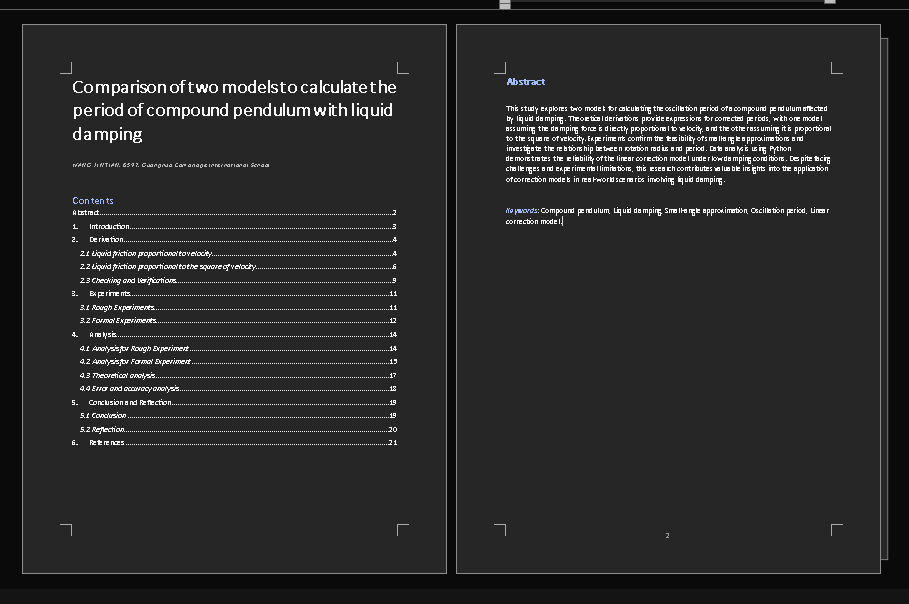 Comparison of two models to calculate the
period of compound pendulum with liquid
damping
WANG JINTIAN, 6597, Guanghua Cambridge International School
Contents
Abstract 2
1. Introduction 3
2. Derivation 4
2.1 Liquid friction proportional to velocity 4
2.2 Liquid friction proportional to the square of velocity 6
2.3 Checking and Verifications 9
3. Experiments 11
3.1 Rough Experiments 11
3.2 Formal Experiments 12
4. Analysis 14
4.1 Analysis for Rough Experiment 14
4.2 Analysis for Formal Experiment 15
4.3 Theoretical analysis 17
4.4 Error and accuracy analysis 18
5. Conclusion and Reflection 19
5.1 Conclusion 19
5.2 Reflection 20
6. References 21
Abstract
This study explores two models for calculating the oscillation period of a compound pendulum affected
by liquid damping. Theoretical derivations provide expressions for corrected periods, with one model
assuming the damping force is directly proportional to velocity, and the other assuming it is proportional
to the square of velocity. Experiments confirm the feasibility of small-angle approximations and
investigate the relationship between rotation radius and period. Data analysis using Python
demonstrates the reliability of the linear correction model under low damping conditions. Despite facing
challenges and experimental limitations, this research contributes valuable insights into the application
of correction models in real-world scenarios involving liquid damping.
Keywords: Compound pendulum, Liquid damping, Small-angle approximation, Oscillation period, Linear
correction model.
2